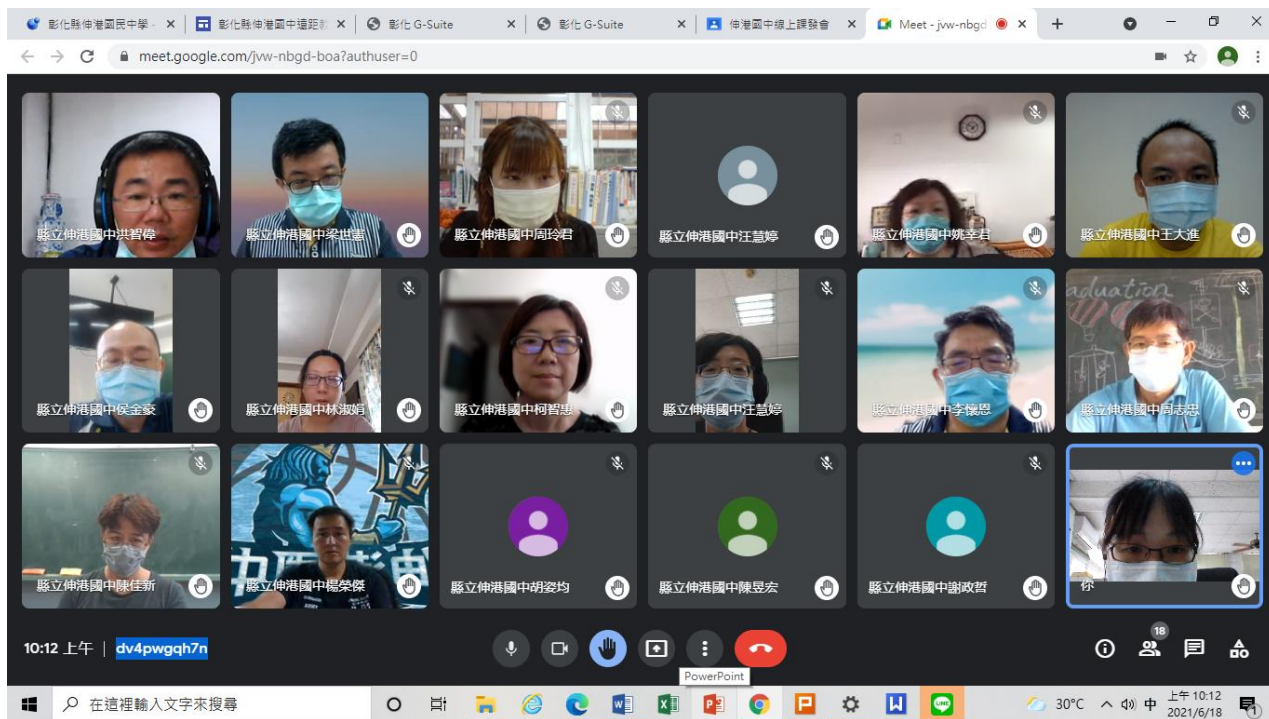 彰化縣伸港國民中學 -
彰化縣伸港國中遠距教
彰化 G-Suite
彰化 G-Suite
伸港國中線上課發會
Meet - jvw-nbgd
meet.google.com/jvw-nbgd-boa?authuser=0
縣立伸港國中洪智偉
縣立伸港國中梁世憲
縣立伸港國中周玲君
縣立伸港國中汪慧婷
縣立伸港國中姚幸君
縣立伸港國中王大進
aduation
縣立伸港國中侯金豪
縣立伸港國中林淑娟
縣立伸港國中柯智惠
縣立伸港國中汪慧婷
縣立伸港國中李懷恩
縣立伸港國中周志忠
縣立伸港國中陳佳新
縣立伸港國中楊榮傑
縣立伸港國中胡姿均
縣立伸港國中陳昱宏
縣立伸港國中謝政哲
你
10:12 上午 | dv4pwgqh7n
18
PowerPoint
在這裡輸入文字來搜尋
30°C
中
上午 10:12
2021/6/18
1